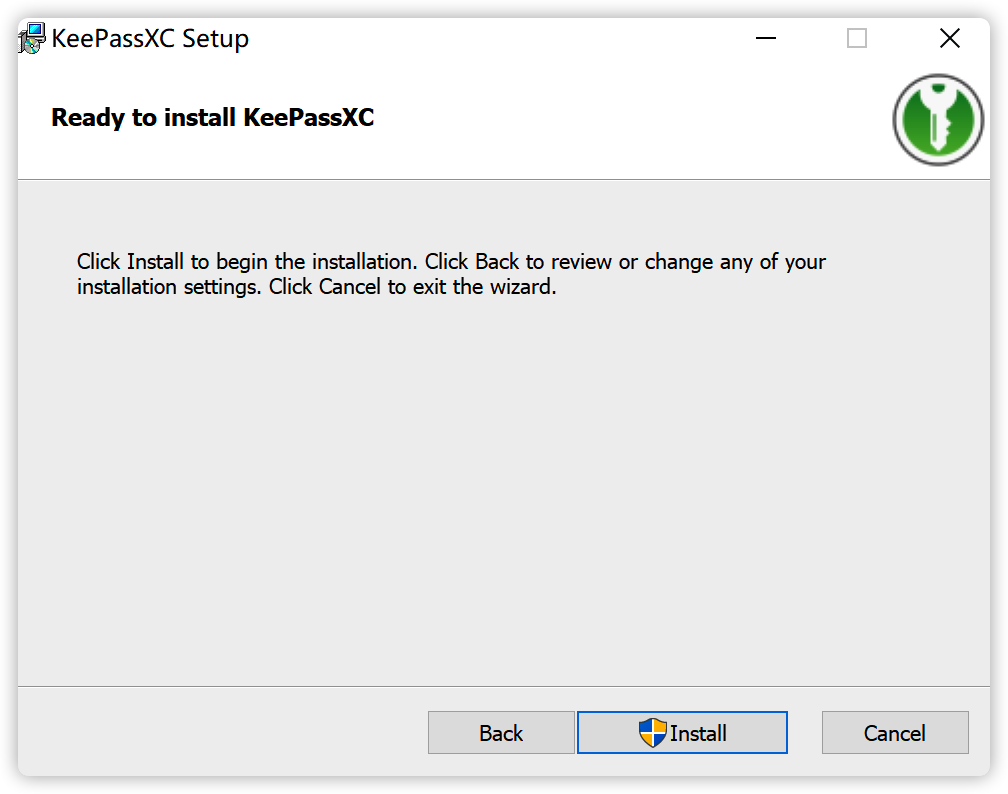 KeePassXC Setup
Ready to install KeePassXC
Click Install to begin the installation. Click Back to review or change any of your
installation settings. Click Cancel to exit the wizard.
Back
Install
Cancel